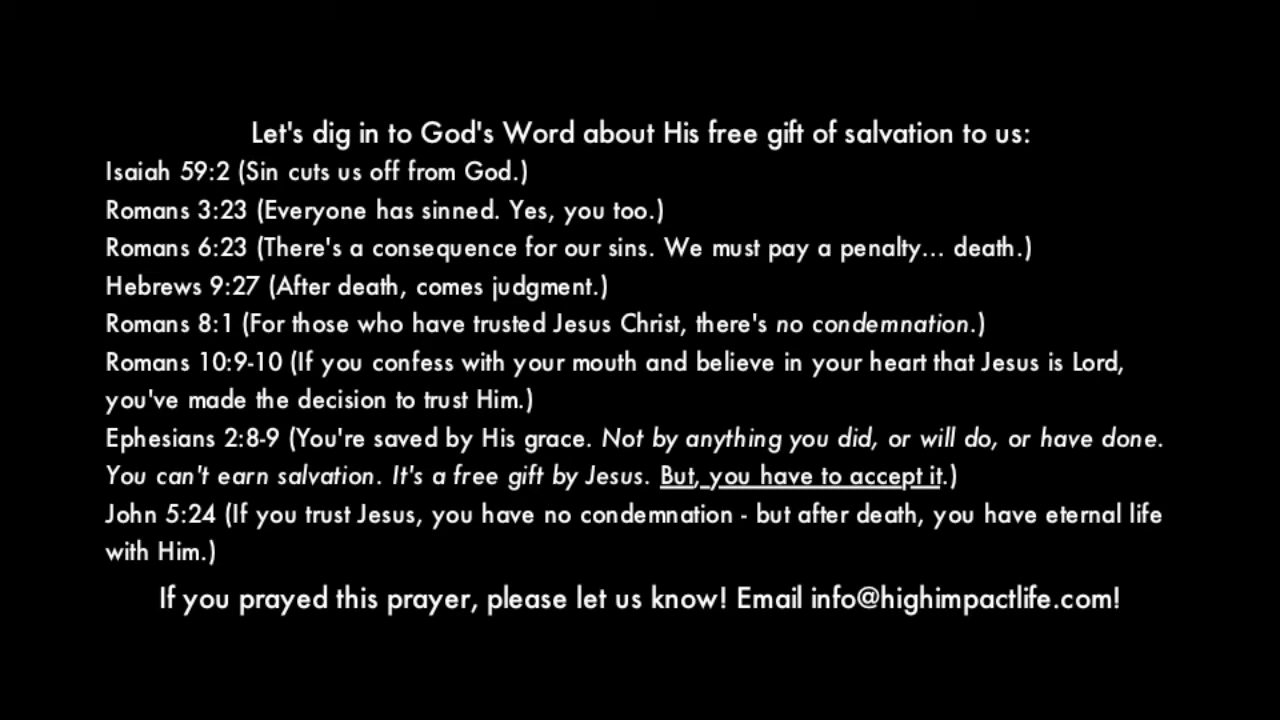 Let's dig in to God's Word about His free gift of salvation to us:
Isaiah 59:2 (Sin cuts us off from God.)
Romans 3:23 (Everyone has sinned. Yes, you too.)
Romans 6:23 (There's a consequence for our sins. We must pay a penalty... death.)
Hebrews 9:27 (After death, comes judgment.)
Romans 8:1 (For those who have trusted Jesus Christ, there's no condemnation.)
Romans 10:9-10 (If you confess with your mouth and believe in your heart that Jesus is Lord,
you've made the decision to trust Him.)
Ephesians 2:8-9 (You're saved by His grace. Not by anything you did, or will do, or have done.
You can't earn salvation. It's a free gift by Jesus. But, you have to accept it.)
John 5:24 (If you trust Jesus, you have no condemnation - but after death, you have eternal life
with Him.)
If you prayed this prayer, please let us know! Email info@highimpactlife.com!